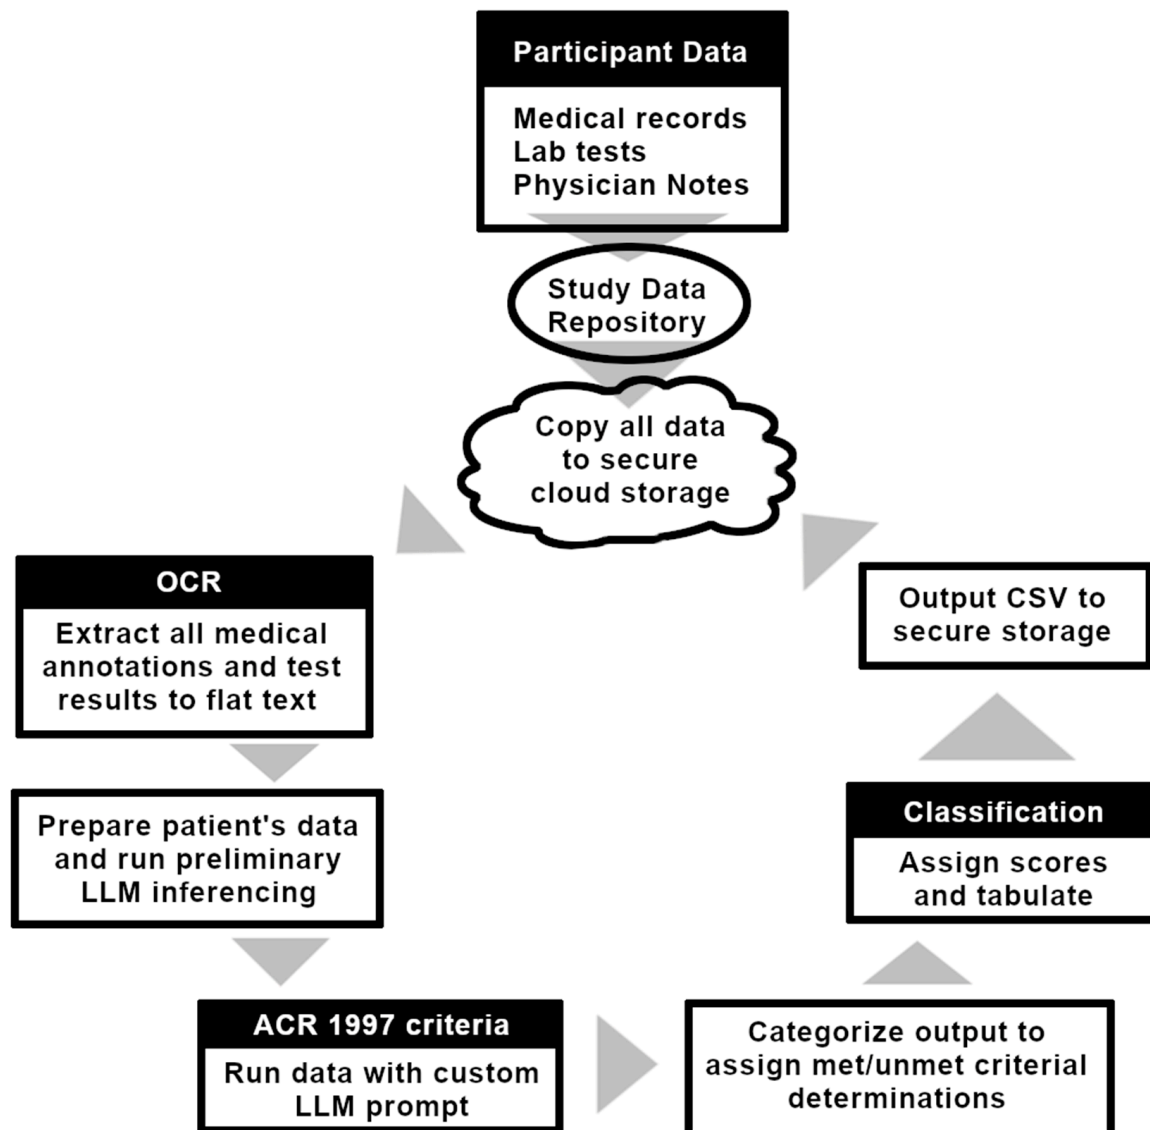 Participant Data
Medical records
Lab tests
Physician Notes
Study Data
Repository
Copy all data
to secure
cloud storage
OCR
Extract all medical
annotations and test
results to flat text
Prepare patient's data
and run preliminary
LLM inferencing
ACR 1997 criteria
Run data with custom
LLM prompt
Categorize output to
assign met/unmet criterial
determinations
Classification
Assign scores
and tabulate
Output CSV to
secure storage